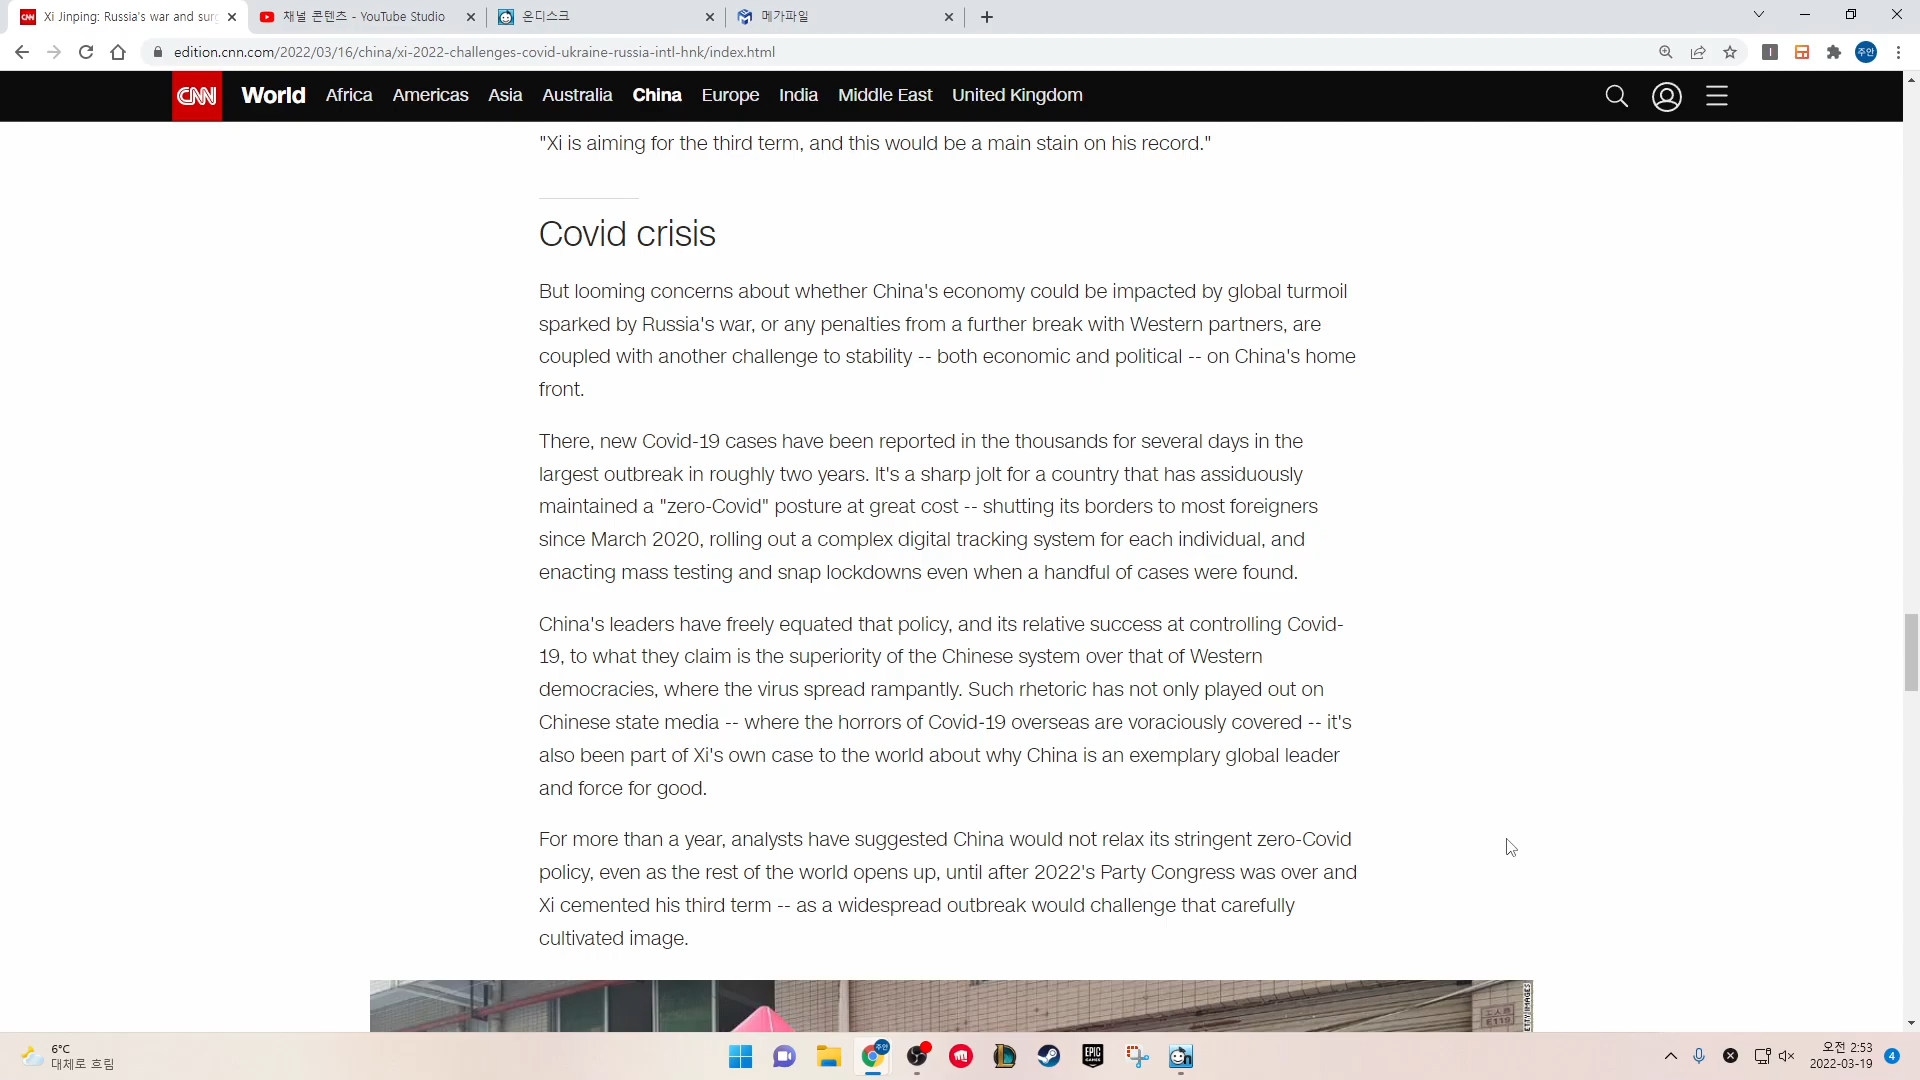 Xi Jinping: Russia's war and surg
채널 콘텐츠 - YouTube Studio
온디스크
메가파일
edition.cnn.com/2022/03/16/china/xi-2022-challenges-covid-ukraine-russia-intl-hnk/index.html
주안
CNN World Africa Americas Asia Australia China Europe India Middle East United Kingdom
"Xi is aiming for the third term, and this would be a main stain on his record."
Covid crisis
But looming concerns about whether China's economy could be impacted by global turmoil
sparked by Russia's war, or any penalties from a further break with Western partners, are
coupled with another challenge to stability -- both economic and political -- on China's home
front.
There, new Covid-19 cases have been reported in the thousands for several days in the
largest outbreak in roughly two years. It's a sharp jolt for a country that has assiduously
maintained a "zero-Covid" posture at great cost -- shutting its borders to most foreigners
since March 2020, rolling out a complex digital tracking system for each individual, and
enacting mass testing and snap lockdowns even when a handful of cases were found.
China's leaders have freely equated that policy, and its relative success at controlling Covid-
19, to what they claim is the superiority of the Chinese system over that of Western
democracies, where the virus spread rampantly. Such rhetoric has not only played out on
Chinese state media -- where the horrors of Covid-19 overseas are voraciously covered -- it's
also been part of Xi's own case to the world about why China is an exemplary global leader
and force for good.
For more than a year, analysts have suggested China would not relax its stringent zero-Covid
policy, even as the rest of the world opens up, until after 2022's Party Congress was over and
Xi cemented his third term -- as a widespread outbreak would challenge that carefully
cultivated image.
6°C
대체로 흐림
EPIC GAMES
오전 2:53
2022-03-19
4